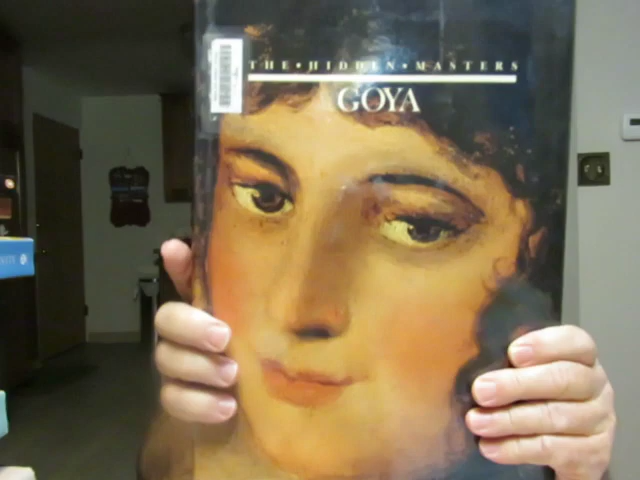 THE • HIDDEN • MASTERS
GOYA